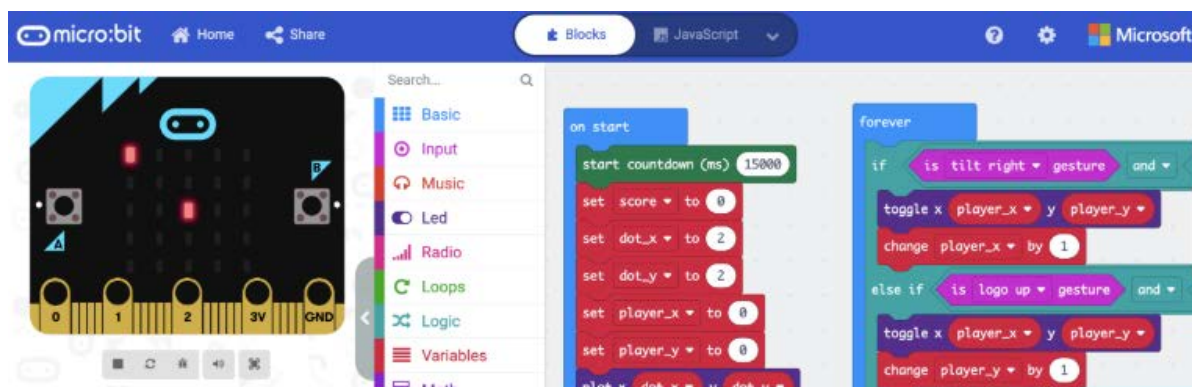 micro:bit Home Share Blocks JavaScript Microsoft
Search...
Basic
Input
Music
Led
Radio
Loops
Logic
Variables
A
B
0 1 2 3V GND
on start
start countdown (ms) 15000
set score to 0
set dot_x to 2
set dot_y to 2
set player_x to 0
set player_y to 0
plot x dot_x y dot_y
forever
if is tilt right gesture and
toggle x player_x y player_y
change player_x by 1
else if is logo up gesture and
toggle x player_x y player_y
change player_y by 1